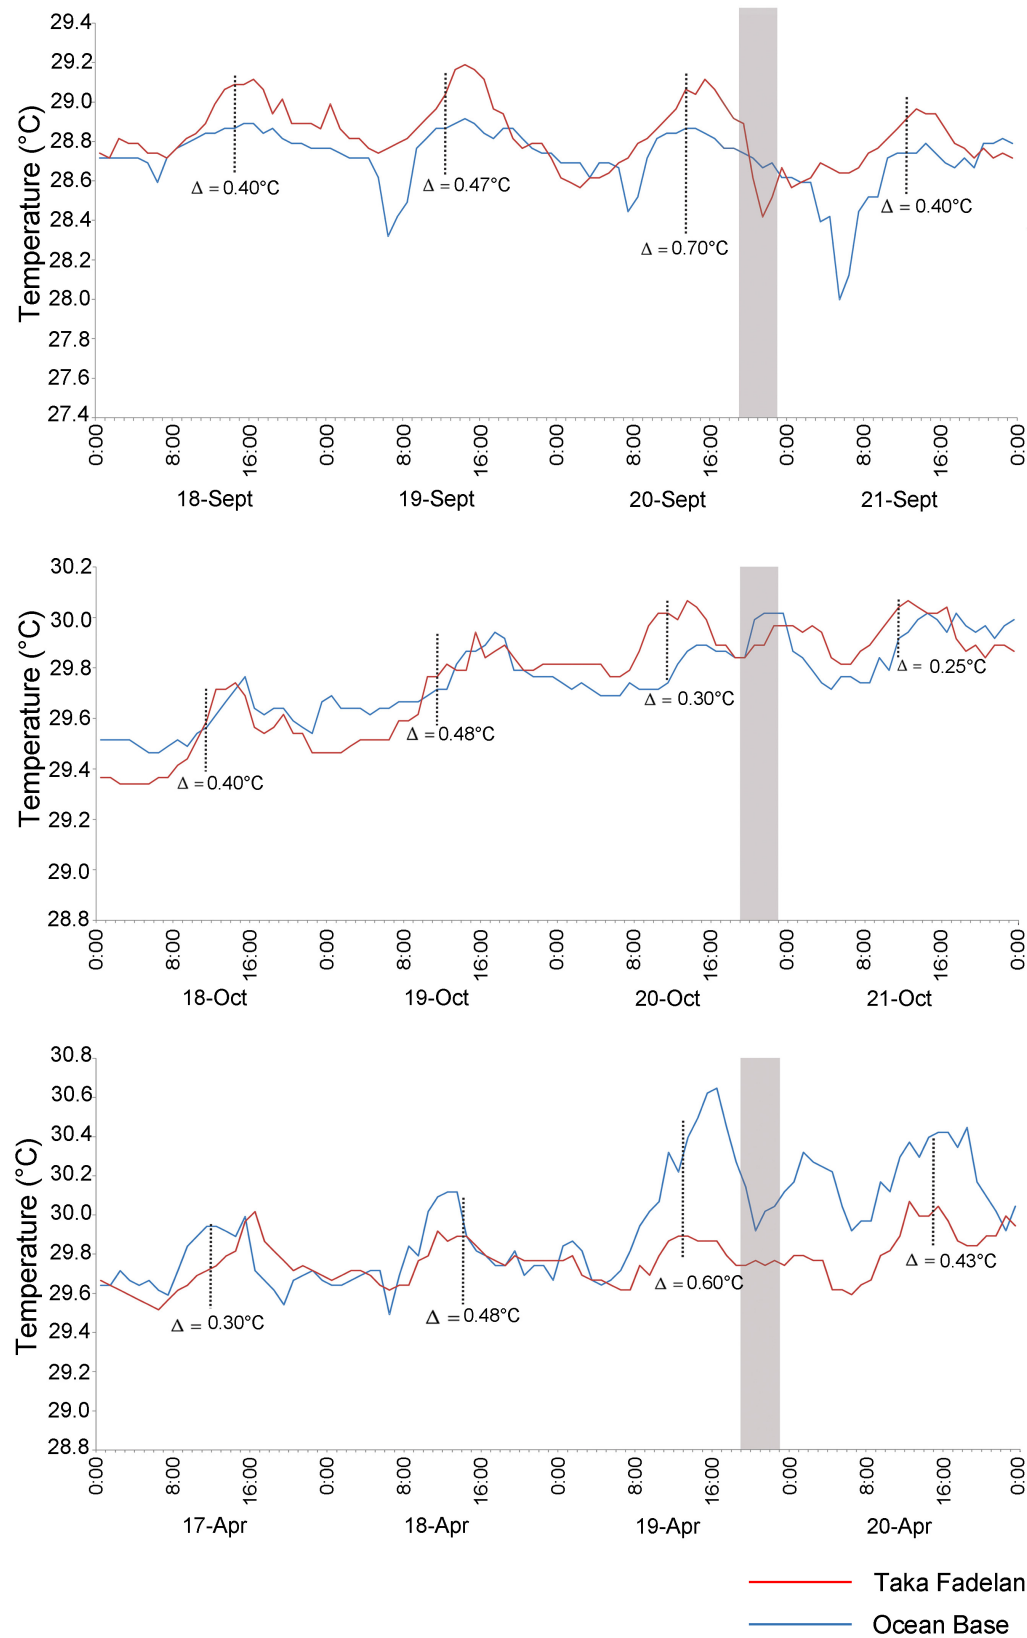 29.4
29.2
29.0
28.8
28.6
28.4
28.2
28.0
27.8
27.6
27.4
Temperature (°C)
Δ = 0.40°C
Δ = 0.47°C
Δ = 0.70°C
Δ = 0.40°C
0:00 8:00 16:00 0:00 8:00 16:00 0:00 8:00 16:00 0:00 8:00 16:00 0:00
18-Sept 19-Sept 20-Sept 21-Sept
30.2
30.0
29.8
29.6
29.4
29.2
29.0
28.8
Temperature (°C)
Δ = 0.40°C
Δ = 0.48°C
Δ = 0.30°C
Δ = 0.25°C
0:00 8:00 16:00 0:00 8:00 16:00 0:00 8:00 16:00 0:00 8:00 16:00 0:00
18-Oct 19-Oct 20-Oct 21-Oct
30.8
30.6
30.4
30.2
30.0
29.8
29.6
29.4
29.2
29.0
28.8
Temperature (°C)
Δ = 0.30°C
Δ = 0.48°C
Δ = 0.60°C
Δ = 0.43°C
0:00 8:00 16:00 0:00 8:00 16:00 0:00 8:00 16:00 0:00 8:00 16:00 0:00
17-Apr 18-Apr 19-Apr 20-Apr
Taka Fadelan
Ocean Base